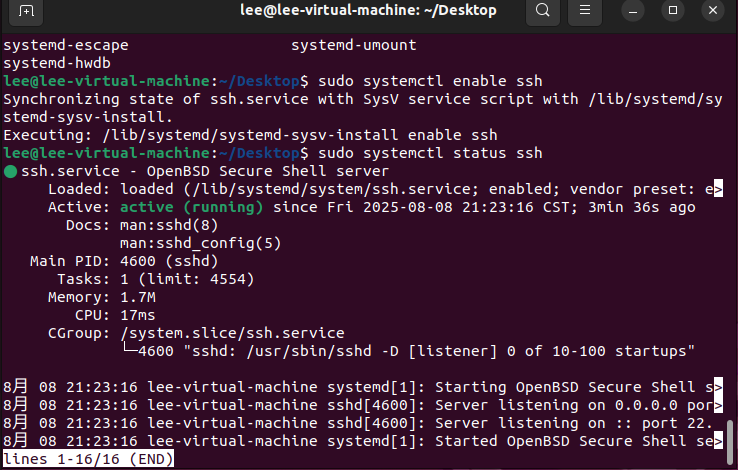 lee@lee-virtual-machine: ~/Desktop
systemd-escape                  systemd-umount
systemd-hwdb
lee@lee-virtual-machine:~/Desktop$ sudo systemctl enable ssh
Synchronizing state of ssh.service with SysV service script with /lib/systemd/sy
stemd-sysv-install.
Executing: /lib/systemd/systemd-sysv-install enable ssh
lee@lee-virtual-machine:~/Desktop$ sudo systemctl status ssh
● ssh.service - OpenBSD Secure Shell server
     Loaded: loaded (/lib/systemd/system/ssh.service; enabled; vendor preset: e>
     Active: active (running) since Fri 2025-08-08 21:23:16 CST; 3min 36s ago
       Docs: man:sshd(8)
             man:sshd_config(5)
   Main PID: 4600 (sshd)
      Tasks: 1 (limit: 4554)
     Memory: 1.7M
        CPU: 17ms
     CGroup: /system.slice/ssh.service
             └─4600 "sshd: /usr/sbin/sshd -D [listener] 0 of 10-100 startups"

8月 08 21:23:16 lee-virtual-machine systemd[1]: Starting OpenBSD Secure Shell s>
8月 08 21:23:16 lee-virtual-machine sshd[4600]: Server listening on 0.0.0.0 por>
8月 08 21:23:16 lee-virtual-machine sshd[4600]: Server listening on :: port 22.
8月 08 21:23:16 lee-virtual-machine systemd[1]: Started OpenBSD Secure Shell se>
lines 1-16/16 (END)